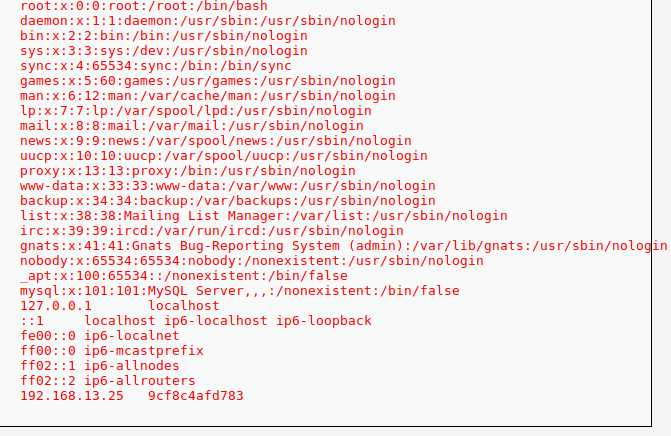 root:x:0:0:root:/root:/bin/bash
daemon:x:1:1:daemon:/usr/sbin:/usr/sbin/nologin
bin:x:2:2:bin:/bin:/usr/sbin/nologin
sys:x:3:3:sys:/dev:/usr/sbin/nologin
sync:x:4:65534:sync:/bin:/bin/sync
games:x:5:60:games:/usr/games:/usr/sbin/nologin
man:x:6:12:man:/var/cache/man:/usr/sbin/nologin
lp:x:7:7:lp:/var/spool/lpd:/usr/sbin/nologin
mail:x:8:8:mail:/var/mail:/usr/sbin/nologin
news:x:9:9:news:/var/spool/news:/usr/sbin/nologin
uucp:x:10:10:uucp:/var/spool/uucp:/usr/sbin/nologin
proxy:x:13:13:proxy:/bin:/usr/sbin/nologin
www-data:x:33:33:www-data:/var/www:/usr/sbin/nologin
backup:x:34:34:backup:/var/backups:/usr/sbin/nologin
list:x:38:38:Mailing List Manager:/var/list:/usr/sbin/nologin
irc:x:39:39:ircd:/var/run/ircd:/usr/sbin/nologin
gnats:x:41:41:Gnats Bug-Reporting System (admin):/var/lib/gnats:/usr/sbin/nologin
nobody:x:65534:65534:nobody:/nonexistent:/usr/sbin/nologin
_apt:x:100:65534::/nonexistent:/bin/false
mysql:x:101:101:MySQL Server,,,:/nonexistent:/bin/false
127.0.0.1       localhost
::1     localhost ip6-localhost ip6-loopback
fe00::0 ip6-localnet
ff00::0 ip6-mcastprefix
ff02::1 ip6-allnodes
ff02::2 ip6-allrouters
192.168.13.25   9cf8c4afd783